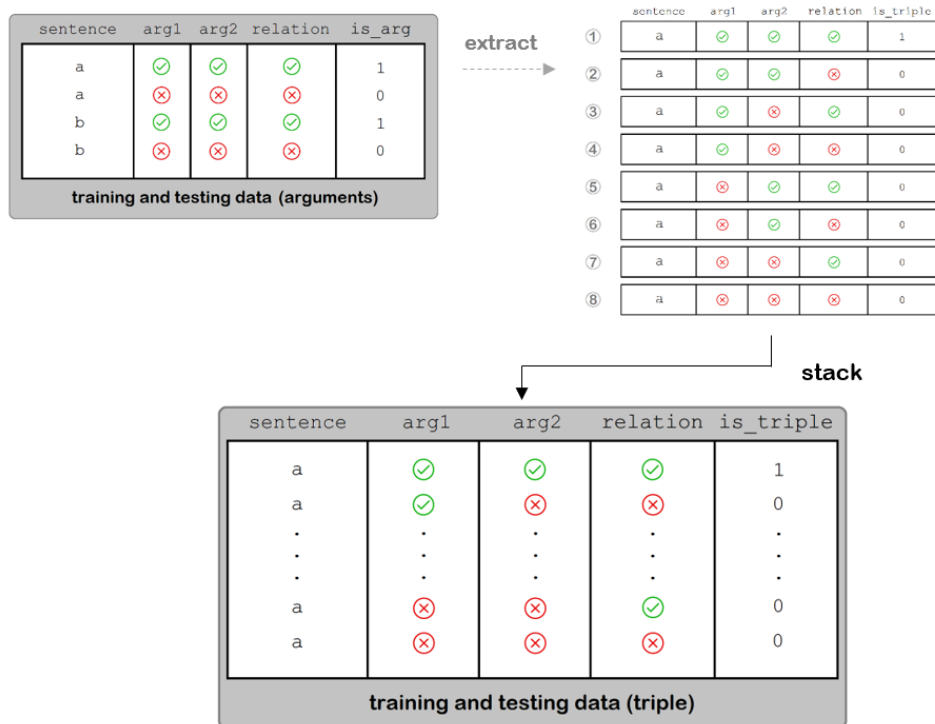 sentence arg1 arg2 relation is_arg
a 1
a 0
b 1
b 0
training and testing data (arguments)
extract
sentence arg1 arg2 relation is_triple
1 a 1
2 a 0
3 a 0
4 a 0
5 a 0
6 a 0
7 a 0
8 a 0
stack
sentence arg1 arg2 relation is_triple
a 1
a 0
. . . . .
. . . . .
. . . . .
a 0
a 0
training and testing data (triple)